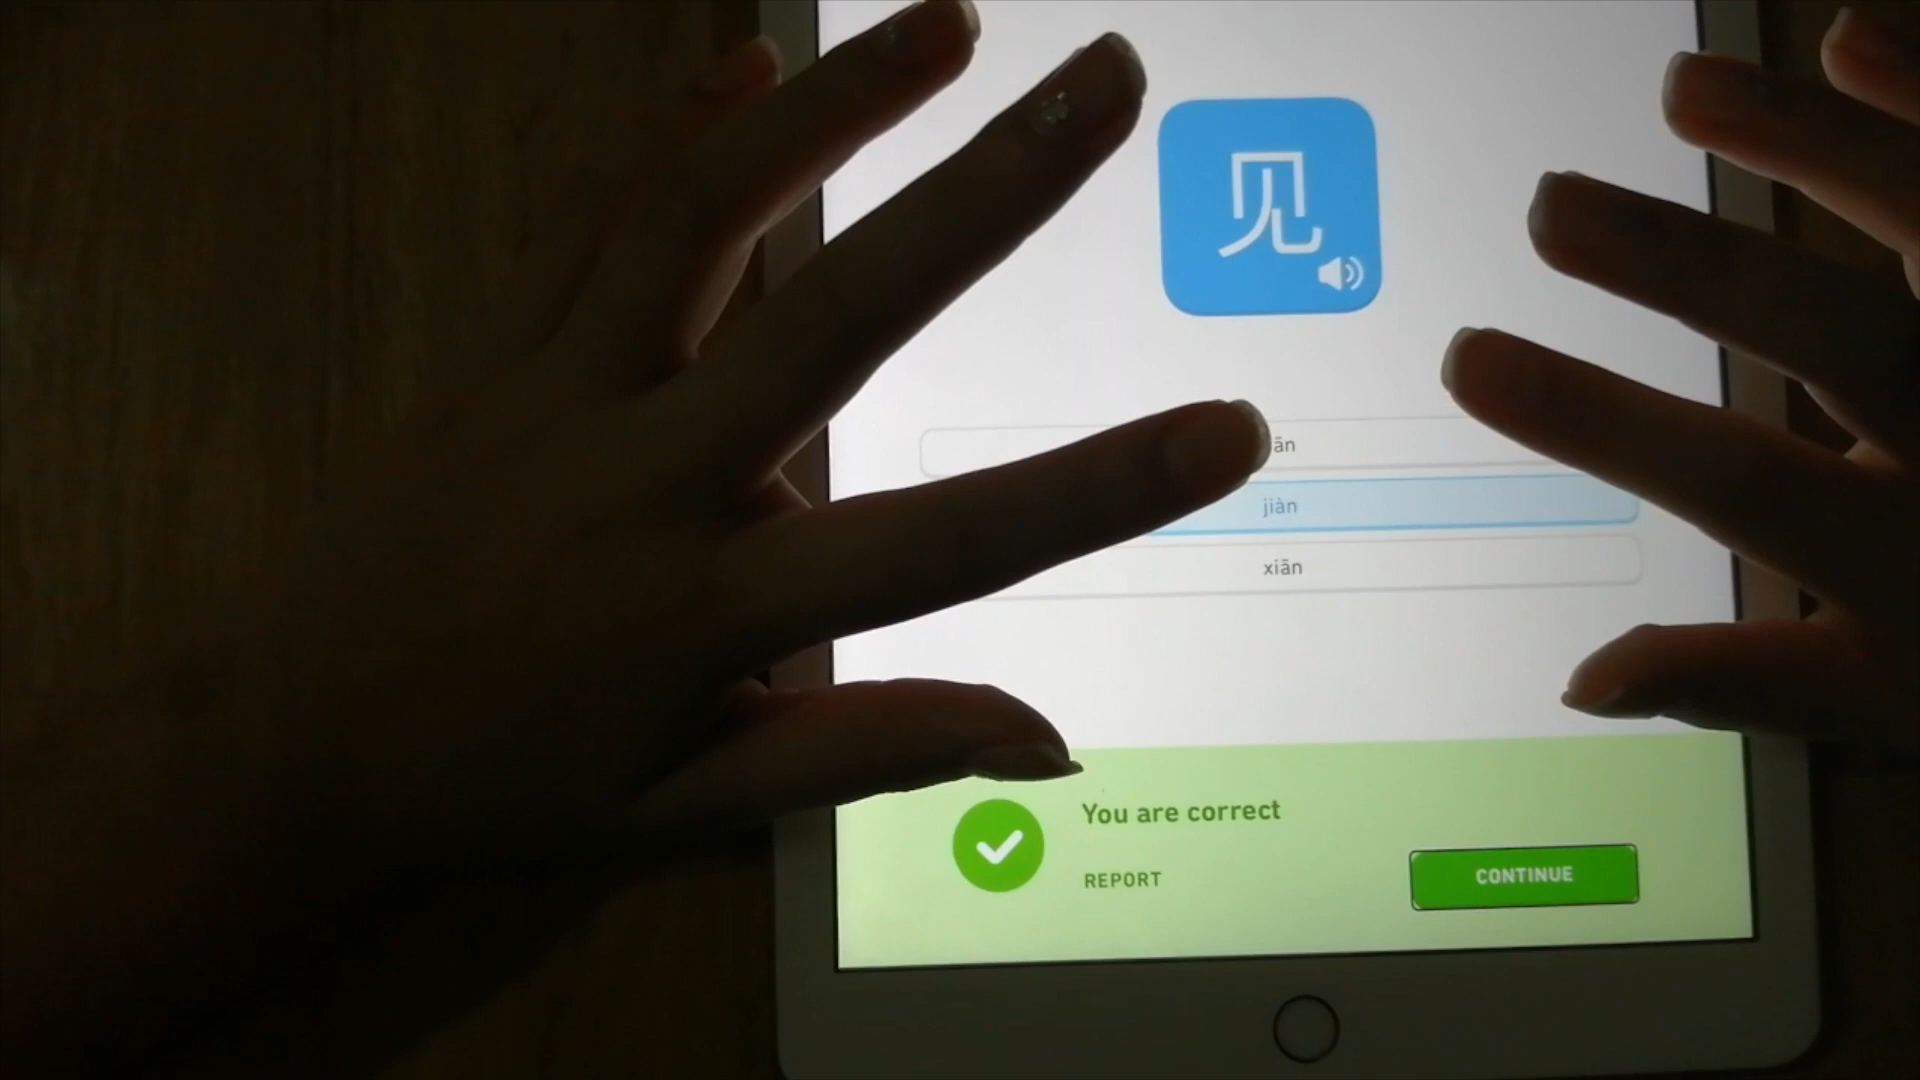 见
jiàn
xiān
You are correct
REPORT
CONTINUE